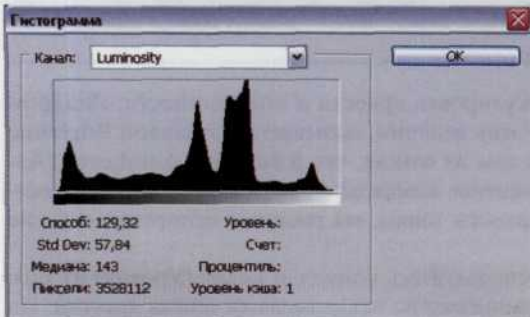 Гистограмма
Канал: Luminosity OK
Способ: 129,32 Уровень:
Std Dev: 57,84 Счет:
Медиана: 143 Процентиль:
Пиксели: 3528112 Уровень кэша: 1